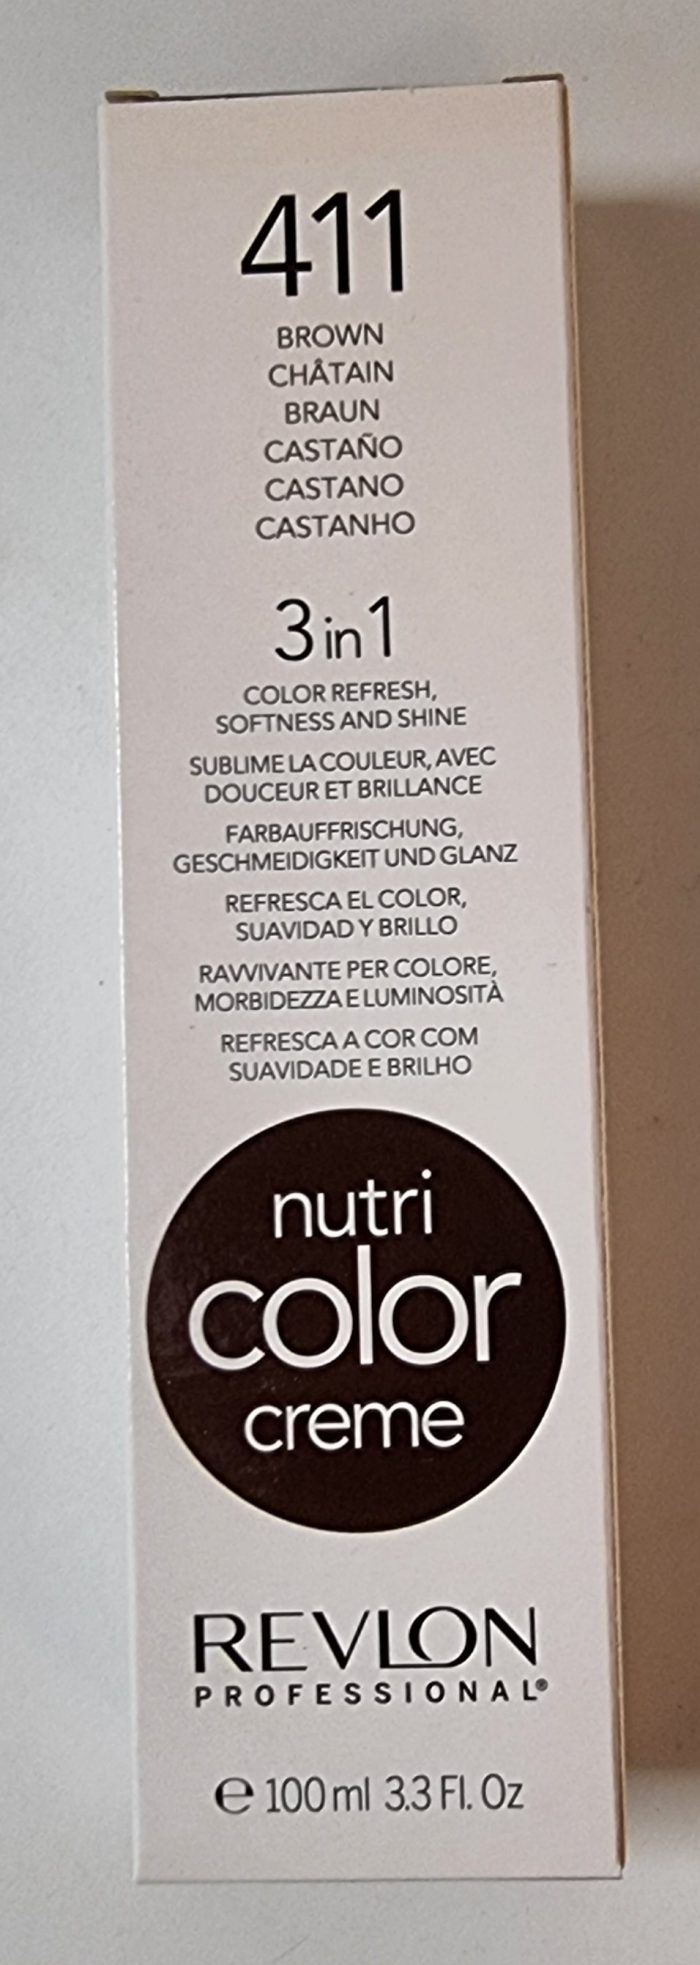 411
BROWN
CHÂTAIN
BRAUN
CASTAÑO
CASTANO
CASTANHO
3 in 1
COLOR REFRESH,
SOFTNESS AND SHINE
SUBLIME LA COULEUR, AVEC
DOUCEUR ET BRILLANCE
FARBAUFFRISCHUNG,
GESCHMEIDIGKEIT UND GLANZ
REFRESCA EL COLOR,
SUAVIDAD Y BRILLO
RAVVIVANTE PER COLORE,
MORBIDEZZA E LUMINOSITÀ
REFRESCA A COR COM
SUAVIDADE E BRILHO
nutri
color
creme
REVLON
PROFESSIONAL®
℮ 100 ml 3.3 Fl. Oz